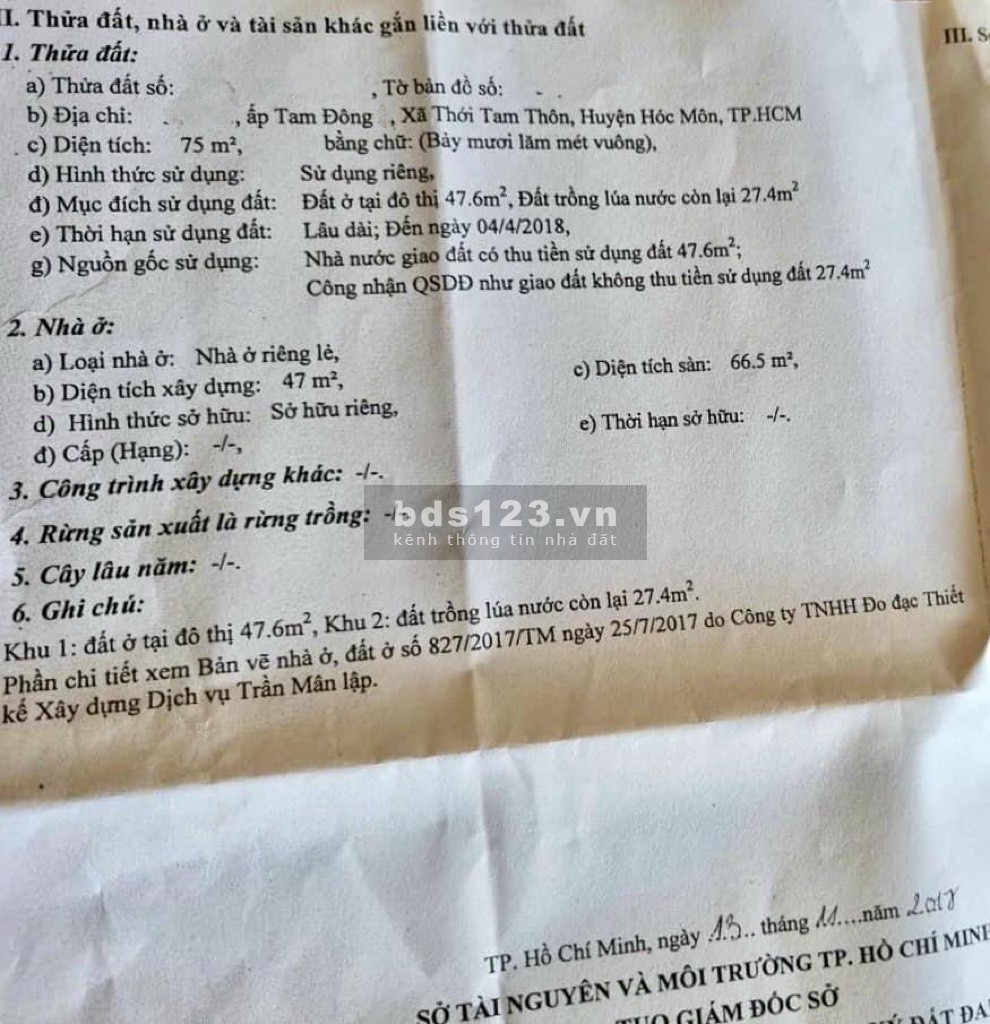 II. Thửa đất, nhà ở và tài sản khác gắn liền với thửa đất
III. S
1. Thửa đất:
a) Thửa đất số: , Tờ bản đồ số:
b) Địa chỉ: , ấp Tam Đông , Xã Thới Tam Thôn, Huyện Hóc Môn, TP.HCM
c) Diện tích: 75 m², bằng chữ: (Bảy mươi lăm mét vuông),
d) Hình thức sử dụng: Sử dụng riêng,
đ) Mục đích sử dụng đất: Đất ở tại đô thị 47.6m², Đất trồng lúa nước còn lại 27.4m²
e) Thời hạn sử dụng đất: Lâu dài; Đến ngày 04/4/2018,
g) Nguồn gốc sử dụng: Nhà nước giao đất có thu tiền sử dụng đất 47.6m²;
Công nhận QSDĐ như giao đất không thu tiền sử dụng đất 27.4m²
2. Nhà ở:
a) Loại nhà ở: Nhà ở riêng lẻ,
b) Diện tích xây dựng: 47 m², c) Diện tích sàn: 66.5 m²,
d) Hình thức sở hữu: Sở hữu riêng,
đ) Cấp (Hạng): -/-, e) Thời hạn sở hữu: -/-.
3. Công trình xây dựng khác: -/-.
4. Rừng sản xuất là rừng trồng: -/-
bds123.vn
kênh thông tin nhà đất
5. Cây lâu năm: -/-.
6. Ghi chú:
Khu 1: đất ở tại đô thị 47.6m², Khu 2: đất trồng lúa nước còn lại 27.4m².
Phần chi tiết xem Bản vẽ nhà ở, đất ở số 827/2017/TM ngày 25/7/2017 do Công ty TNHH Đo đạc Thiết
kế Xây dựng Dịch vụ Trần Mân lập.
TP. Hồ Chí Minh, ngày 13.. tháng 11....năm
SỞ TÀI NGUYÊN VÀ MÔI TRƯỜNG TP. HỒ CHÍ MINH
TUQ GIÁM ĐỐC SỞ
ĐẤT ĐA